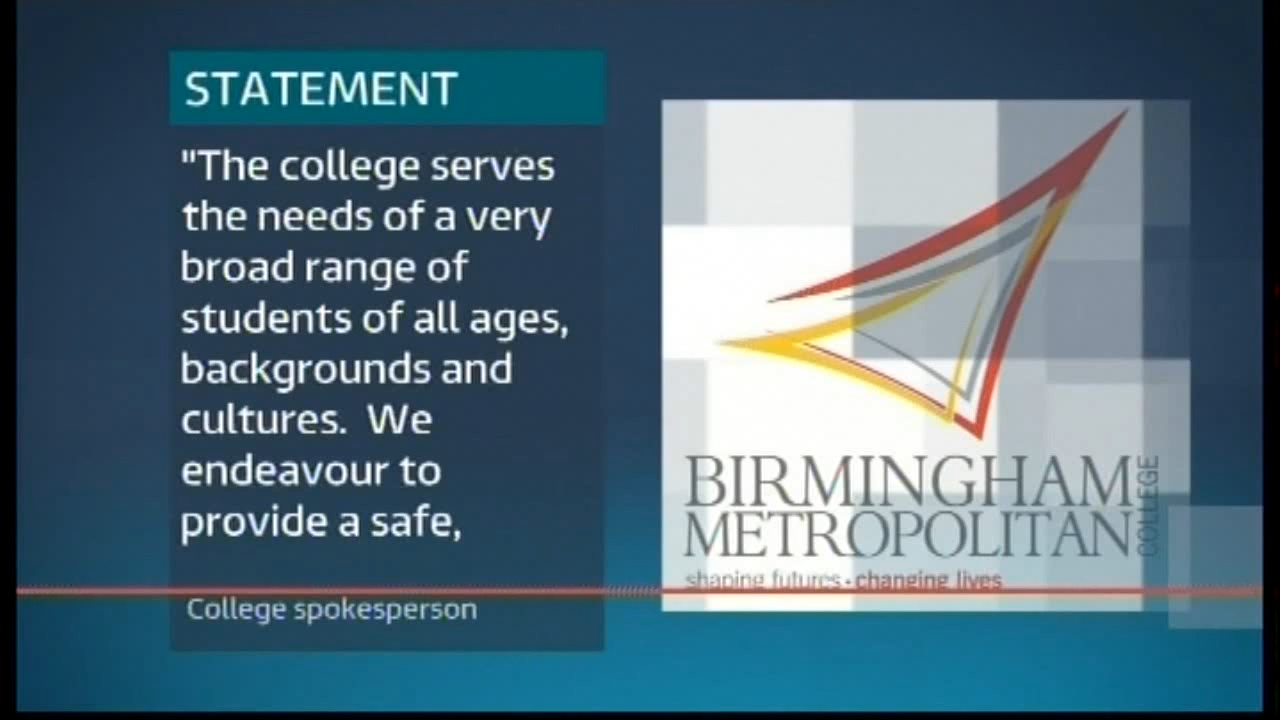 STATEMENT
"The college serves
the needs of a very
broad range of
students of all ages,
backgrounds and
cultures.  We
endeavour to
provide a safe,
College spokesperson
BIRMINGHAM
METROPOLITAN
COLLEGE
shaping futures · changing lives